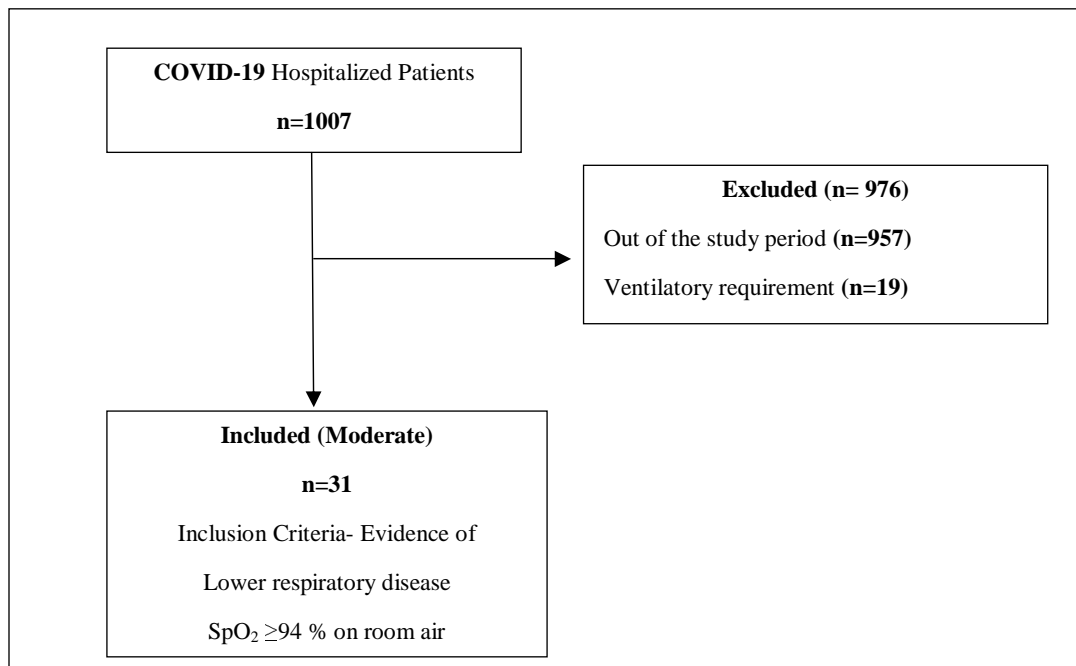 COVID-19 Hospitalized Patients
n=1007
Excluded (n= 976)
Out of the study period (n=957)
Ventilatory requirement (n=19)
Included (Moderate)
n=31
Inclusion Criteria- Evidence of
Lower respiratory disease
SpO₂ ≥94 % on room air